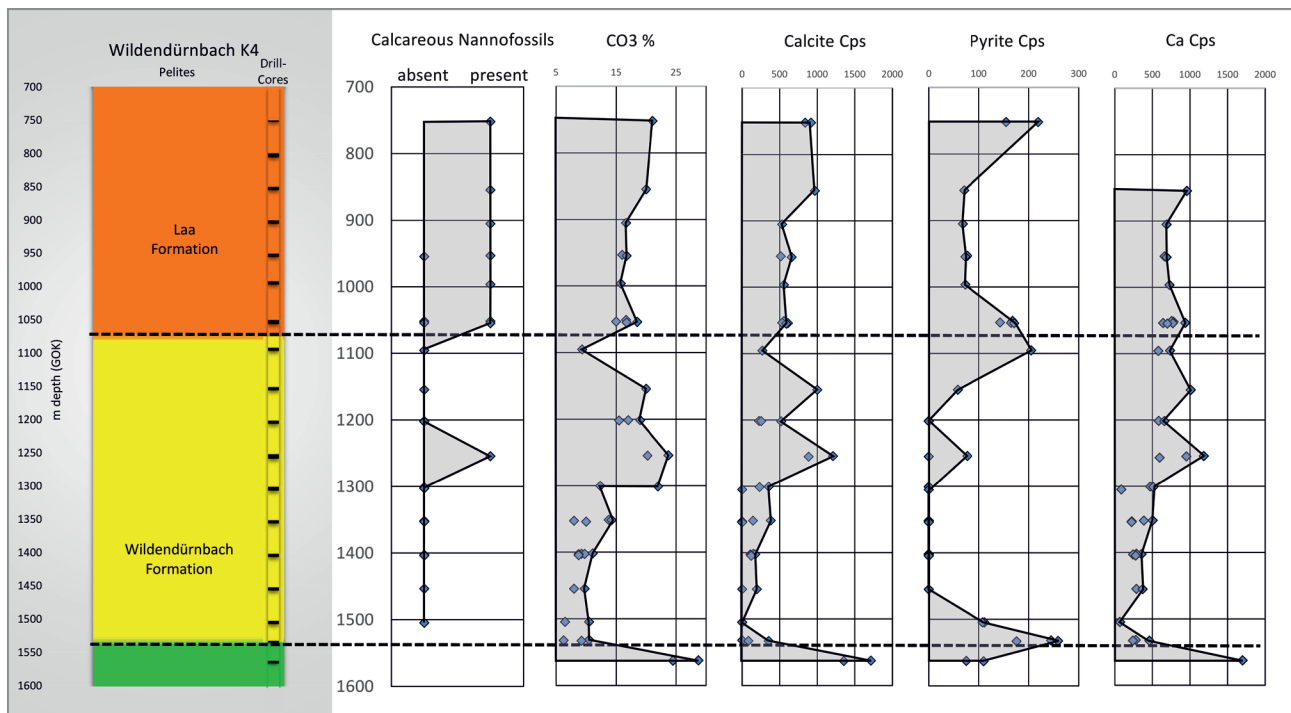 Wildendürnbach K4
Pelites
Drill-
Cores
700
750
800
850
900
950
1000
1050
1100
1150
1200
1250
1300
1350
1400
1450
1500
1550
1600
m depth (GOK)
Laa
Formation
Wildendürnbach
Formation
Calcareous Nannofossils
absent present
700
800
900
1000
1100
1200
1300
1400
1500
1600
CO3 %
5 15 25
Calcite Cps
0 500 1000 1500 2000
Pyrite Cps
0 100 200 300
Ca Cps
0 500 1000 1500 2000